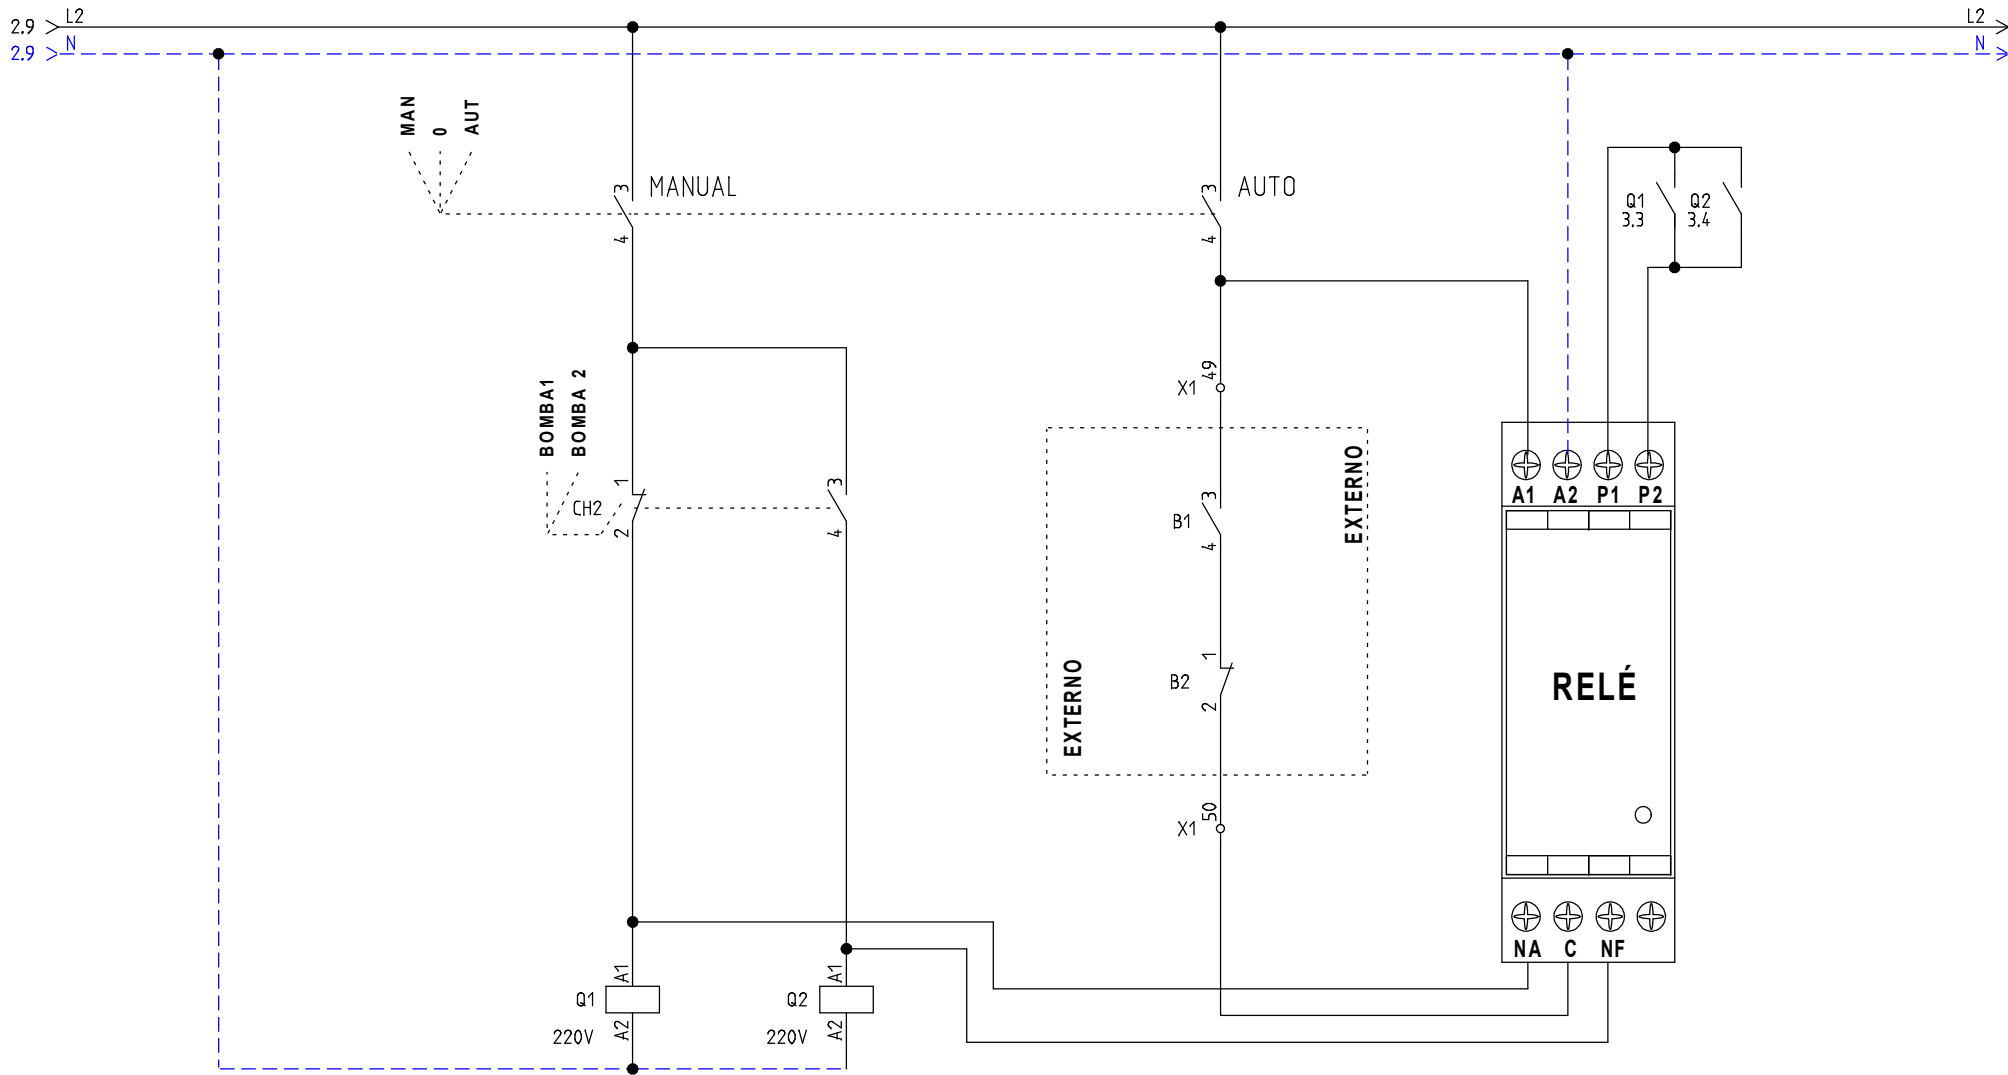 2.9 L2 L2
2.9 N N
MAN
0
AUT
3 MANUAL
4
3 AUTO
4
Q1
3.3
Q2
3.4
BOMBA1
BOMBA 2
1
CH2
2
3
4
49
X1
EXTERNO
3
B1
4
1
B2
2
EXTERNO
50
X1
A1 A2 P1 P2
RELÉ
NA C NF
A1
Q1
A2
220V
A1
Q2
A2
220V